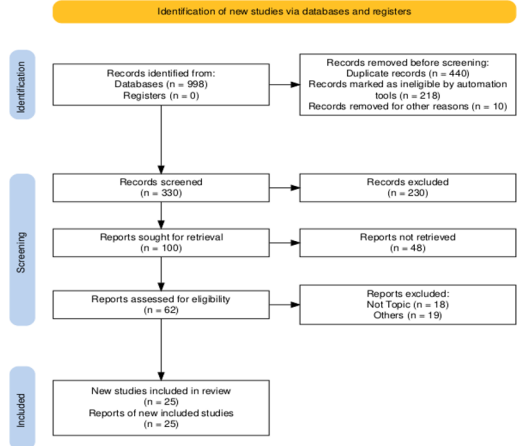 Identification of new studies via databases and registers
Identification
Records identified from:
Databases (n = 998)
Registers (n = 0)
Records removed before screening:
Duplicate records (n = 440)
Records marked as ineligible by automation
tools (n = 218)
Records removed for other reasons (n = 10)
Screening
Records screened
(n = 330)
Records excluded
(n = 230)
Reports sought for retrieval
(n = 100)
Reports not retrieved
(n = 48)
Reports assessed for eligibility
(n = 62)
Reports excluded:
Not Topic (n = 18)
Others (n = 19)
Included
New studies included in review
(n = 25)
Reports of new included studies
(n = 25)